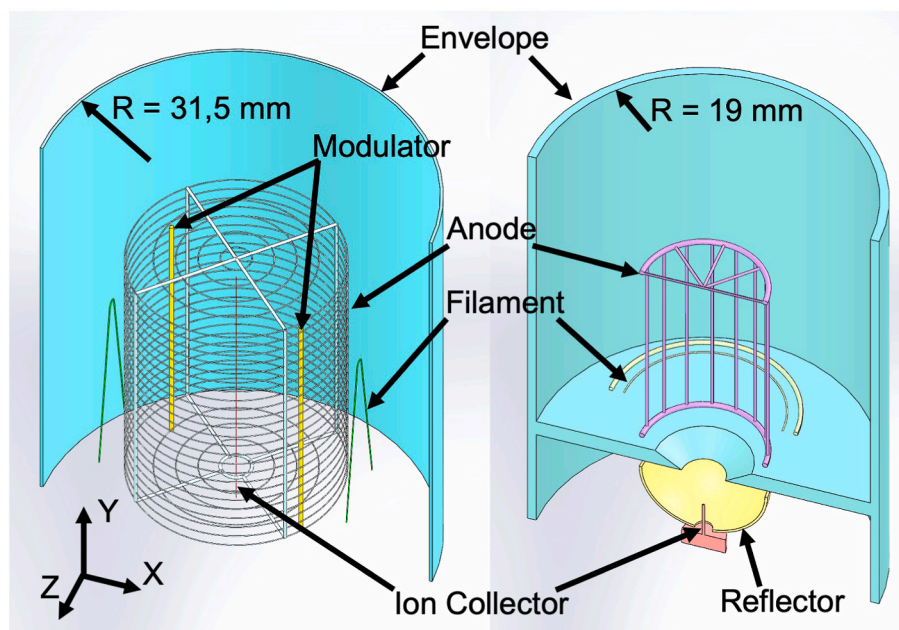 Envelope
R = 31,5 mm
R = 19 mm
Modulator
Anode
Filament
Y
Z
X
Ion Collector
Reflector